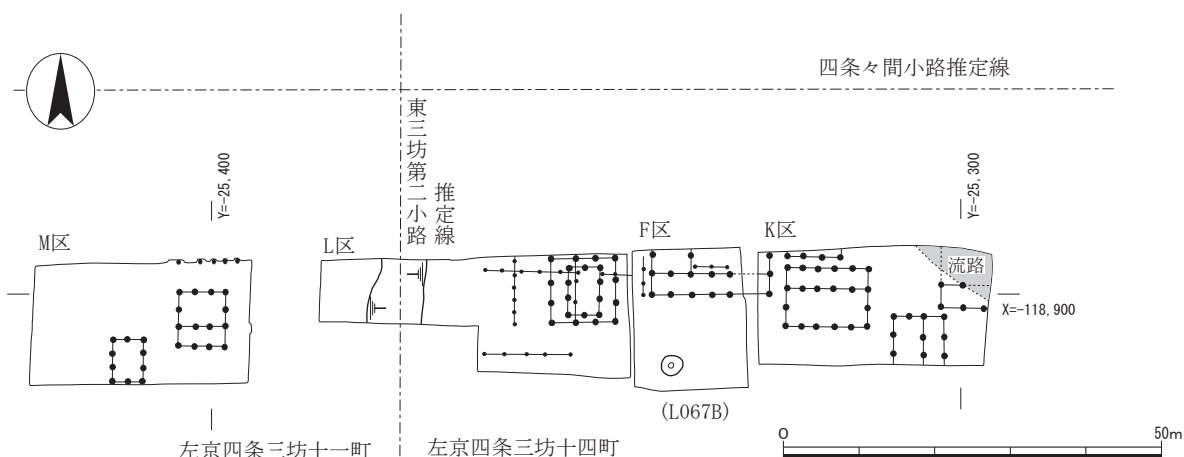 四条々間小路推定線
東三坊第二小路
推定線
Y=-25,400
Y=-25,300
M区
L区
F区
K区
流路
X=-118,900
(L067B)
左京四条三坊十一町
左京四条三坊十四町
0
50m